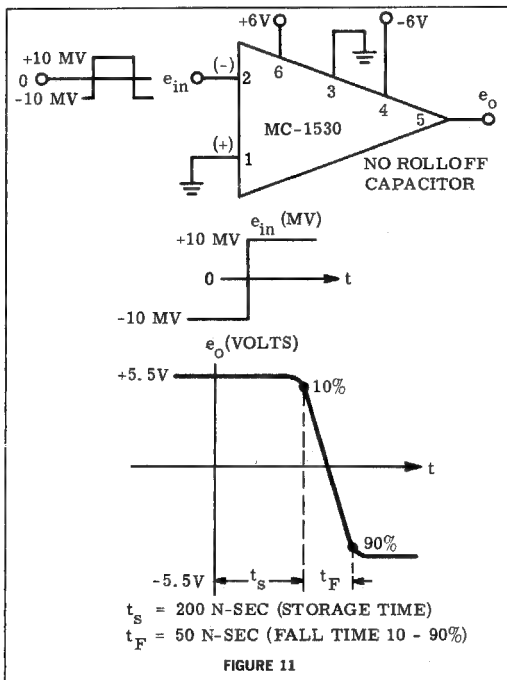 +6V
-6V
+10 MV
0
-10 MV
e_in
(-)
2
6
3
4
5
e_o
MC-1530
(+)
1
NO ROLLOFF
CAPACITOR
e_in (MV)
+10 MV
0
t
-10 MV
e_o (VOLTS)
+5.5V
10%
t
90%
-5.5V
t_s
t_F
t_s = 200 N-SEC (STORAGE TIME)
t_F = 50 N-SEC (FALL TIME 10 - 90%)
FIGURE 11